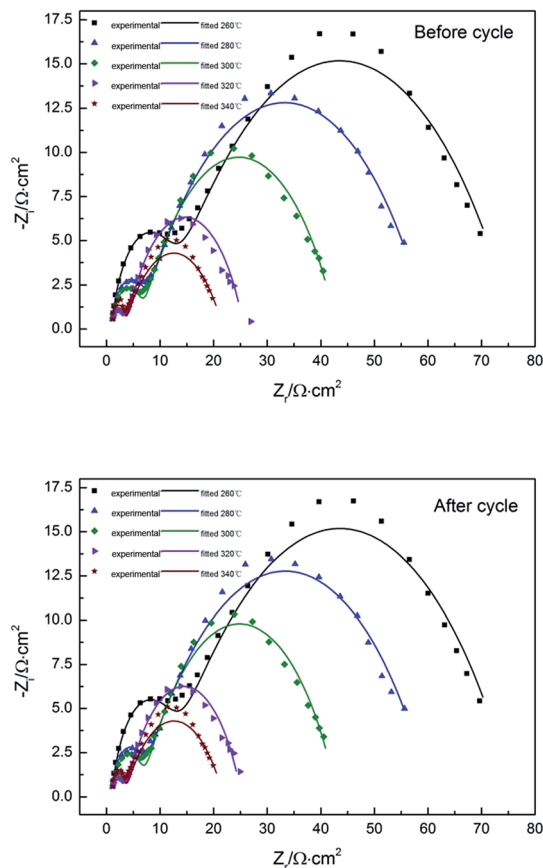 17.5
Before cycle
experimental fitted 260℃
15.0
experimental fitted 280℃
experimental fitted 300℃
12.5
experimental fitted 320℃
experimental fitted 340℃
10.0
-Zi/Ω·cm²
7.5
5.0
2.5
0.0
0 10 20 30 40 50 60 70 80
Zr/Ω·cm²
17.5
After cycle
experimental fitted 260℃
15.0
experimental fitted 280℃
experimental fitted 300℃
12.5
experimental fitted 320℃
experimental fitted 340℃
10.0
-Zi/Ω·cm²
7.5
5.0
2.5
0.0
0 10 20 30 40 50 60 70 80
Zr/Ω·cm²